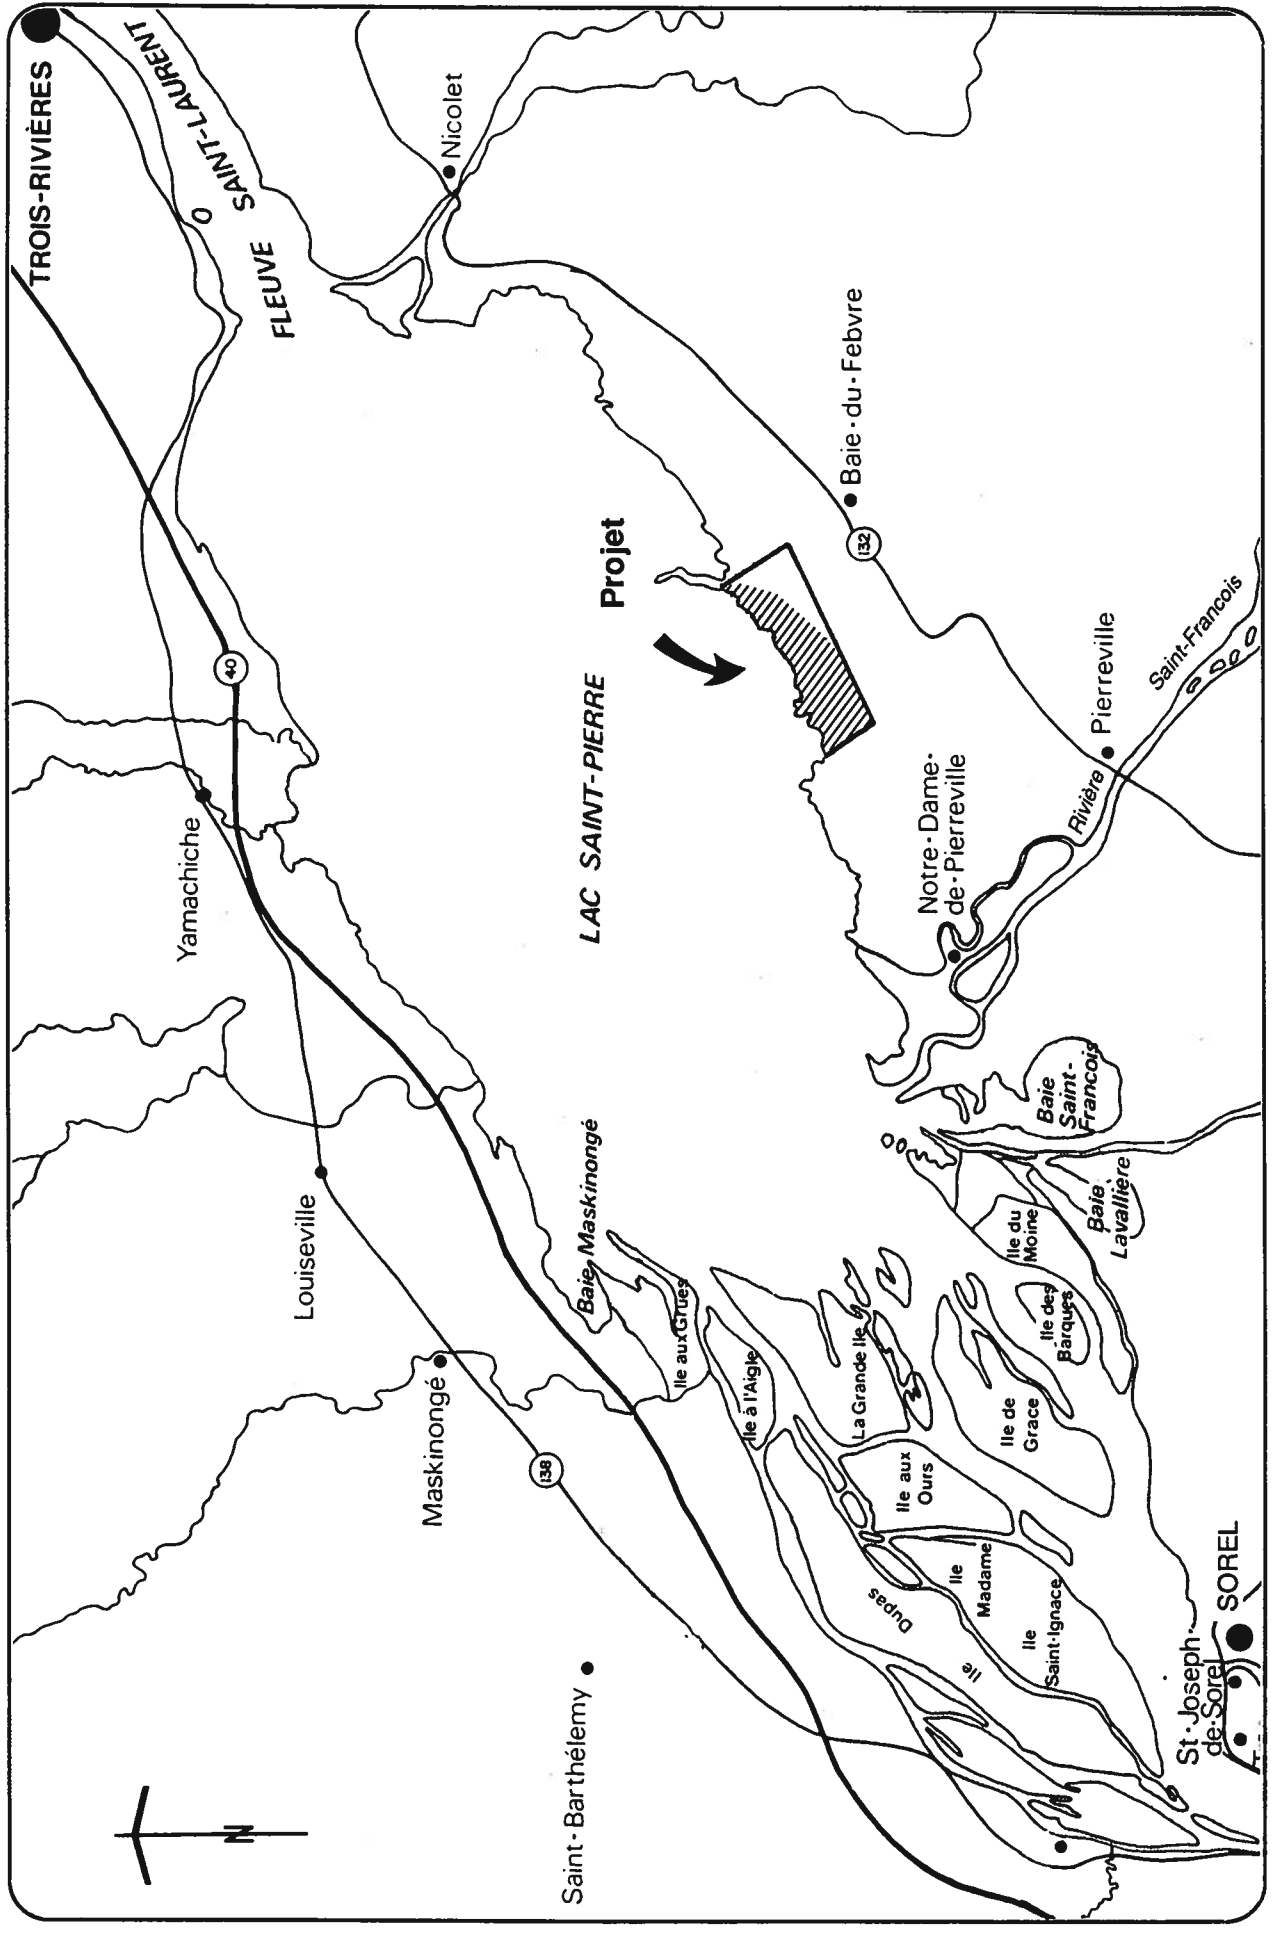 TROIS-RIVIÈRES
FLEUVE SAINT-LAURENT
Nicolet
40
Yamachiche
Louiseville
Maskinongé
138
Saint-Barthélemy
N
LAC SAINT-PIERRE
Projet
Baie-du-Febvre
132
Pierreville
Notre-Dame-
de-Pierreville
Rivière Saint-Francois
Baie
Saint-
Francois
Baie
Lavallière
Baie Maskinongé
Ile aux Grues
Ile à l'Aigle
La Grande Ile
Ile du
Moine
Ile des
Barques
Ile de
Grace
Ile aux
Ours
Ile
Madame
Ile
Saint-Ignace
Ile Dupas
SOREL
St-Joseph-
de-Sorel